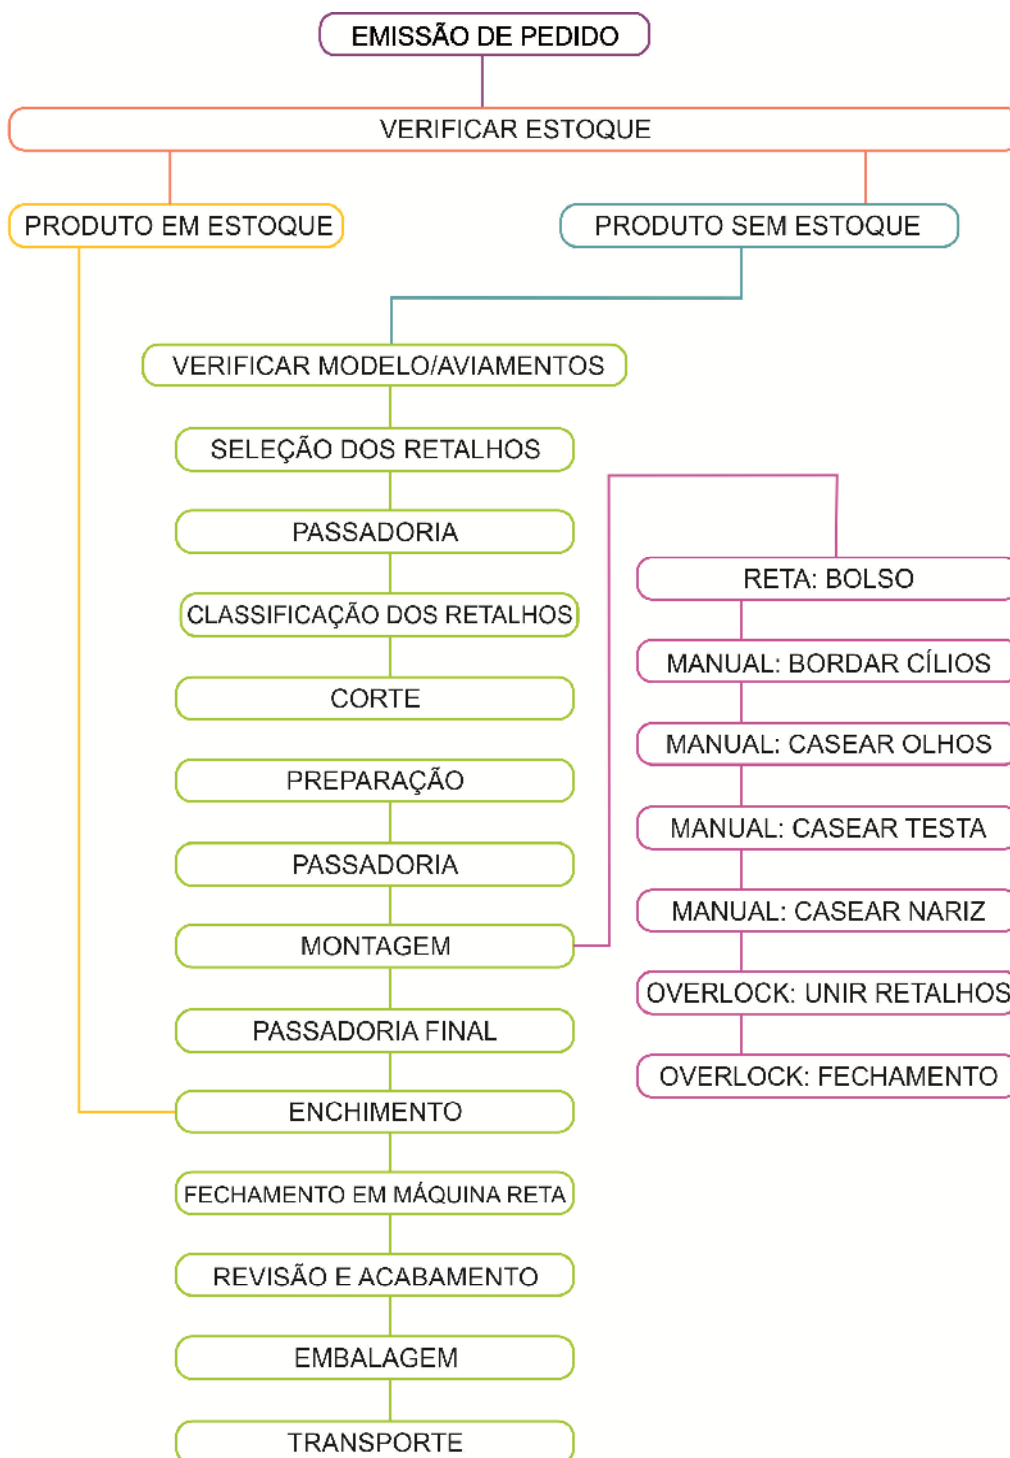 EMISSÃO DE PEDIDO
VERIFICAR ESTOQUE
PRODUTO EM ESTOQUE
PRODUTO SEM ESTOQUE
VERIFICAR MODELO/AVIAMENTOS
SELEÇÃO DOS RETALHOS
PASSADORIA
CLASSIFICAÇÃO DOS RETALHOS
CORTE
PREPARAÇÃO
PASSADORIA
MONTAGEM
PASSADORIA FINAL
ENCHIMENTO
FECHAMENTO EM MÁQUINA RETA
REVISÃO E ACABAMENTO
EMBALAGEM
TRANSPORTE
RETA: BOLSO
MANUAL: BORDAR CÍLIOS
MANUAL: CASEAR OLHOS
MANUAL: CASEAR TESTA
MANUAL: CASEAR NARIZ
OVERLOCK: UNIR RETALHOS
OVERLOCK: FECHAMENTO